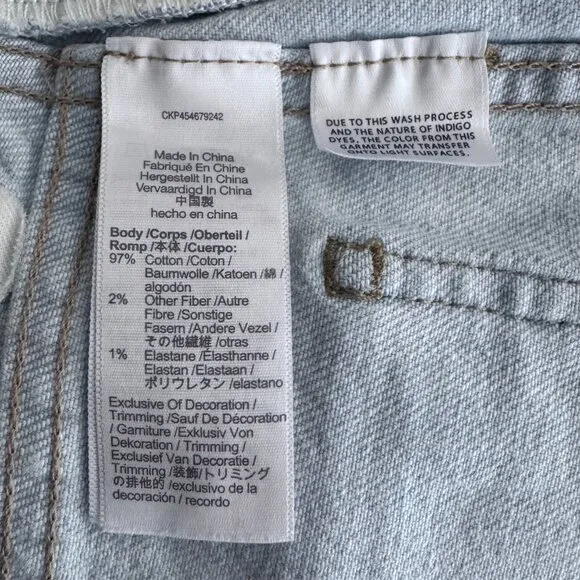 CKP454679242
Made In China
Fabriqué En Chine
Hergestellt In China
Vervaardigd In China
中国製
hecho en china
Body /Corps /Oberteil /
Romp /本体 /Cuerpo:
97% Cotton /Coton /
Baumwolle /Katoen /綿 /
algodón
2% Other Fiber /Autre
Fibre /Sonstige
Fasern /Andere Vezel /
その他繊維 /otras
1% Elastane /Élasthanne /
Elastan /Elastaan /
ポリウレタン /elastano
Exclusive Of Decoration /
Trimming /Sauf De Décoration
/ Garniture /Exklusiv Von
Dekoration / Trimming /
Exclusief Van Decoratie /
Trimming /装飾/トリミング
の排他的 /exclusivo de la
decoración / recordo
DUE TO THIS WASH PROCESS
AND THE NATURE OF INDIGO
DYES, THE COLOR FROM THIS
GARMENT MAY TRANSFER
ONTO LIGHT SURFACES.